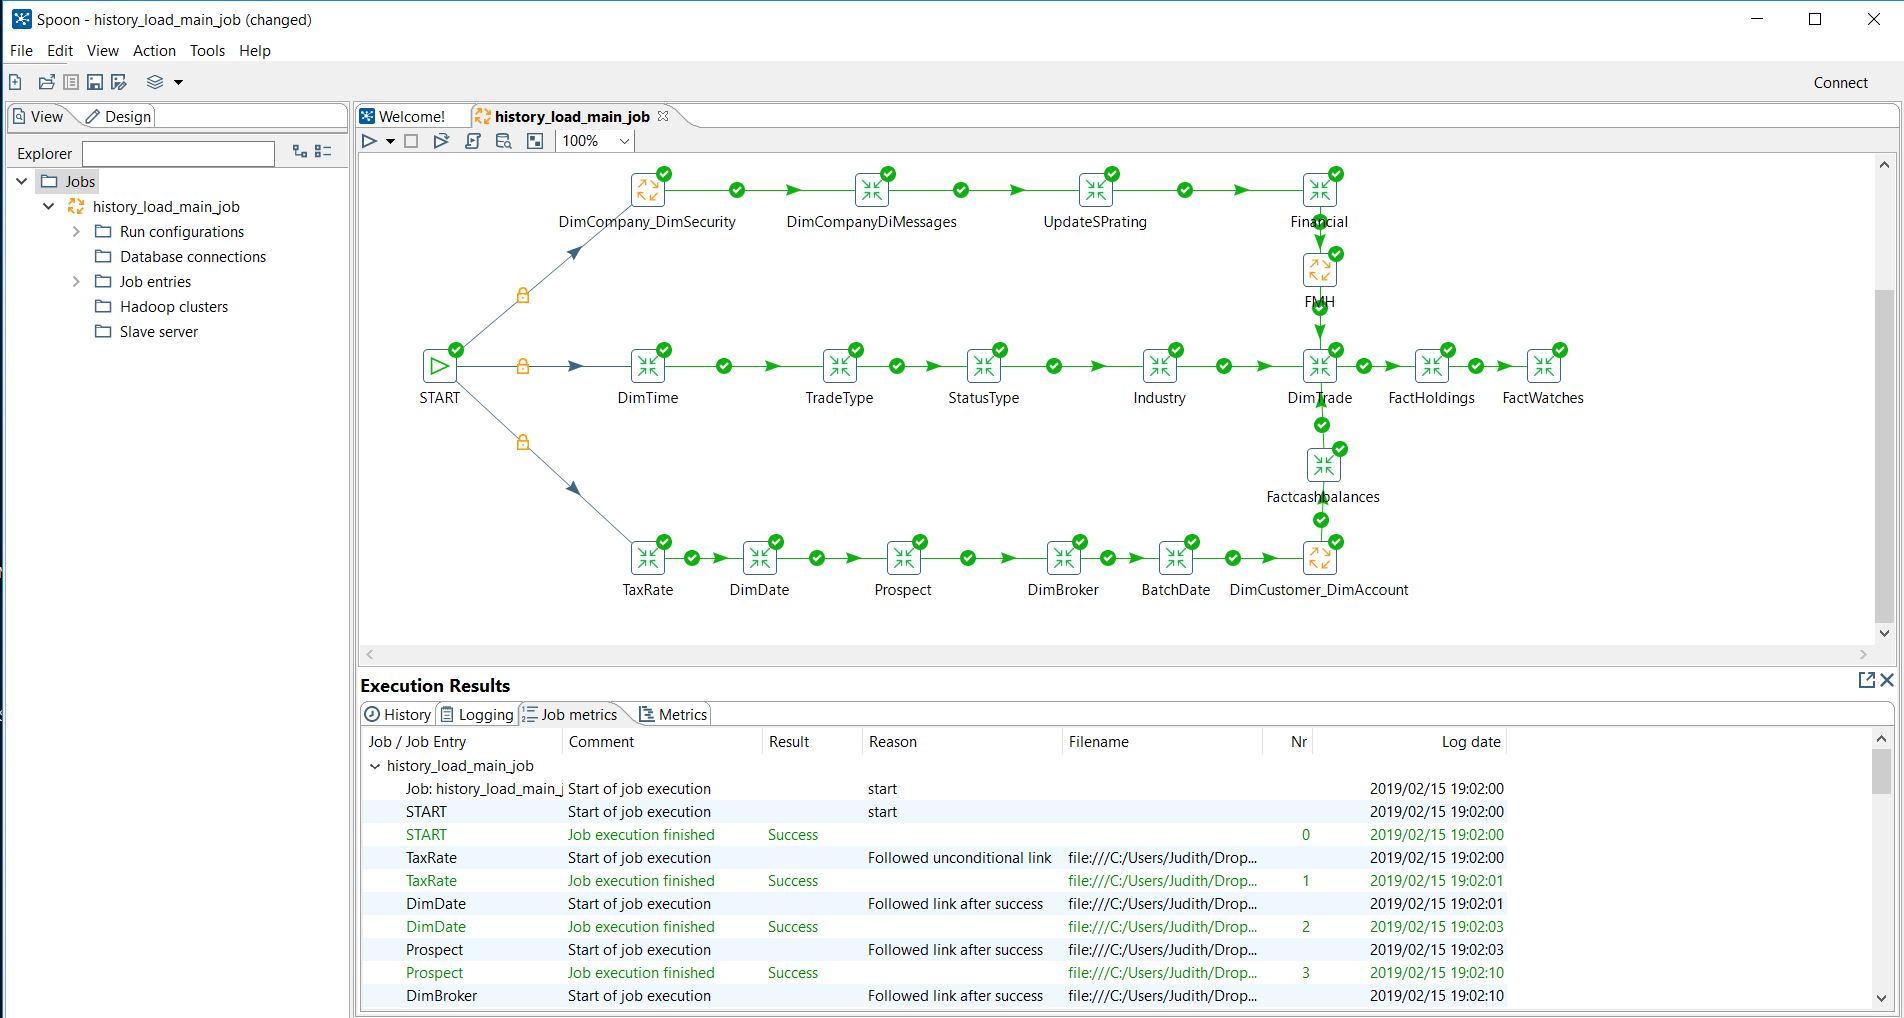 Spoon - history_load_main_job (changed)
File Edit View Action Tools Help
Connect
View Design
Welcome! history_load_main_job
100%
Explorer
Jobs
history_load_main_job
Run configurations
Database connections
Job entries
Hadoop clusters
Slave server
DimCompany_DimSecurity DimCompanyDiMessages UpdateSPrating Financial
FMH
START DimTime TradeType StatusType Industry DimTrade FactHoldings FactWatches
Factcashbalances
TaxRate DimDate Prospect DimBroker BatchDate DimCustomer_DimAccount
Execution Results
History Logging Job metrics Metrics
Job / Job Entry Comment Result Reason Filename Nr Log date
history_load_main_job
Job: history_load_main_j Start of job execution start 2019/02/15 19:02:00
START Start of job execution start 2019/02/15 19:02:00
START Job execution finished Success 0 2019/02/15 19:02:00
TaxRate Start of job execution Followed unconditional link file:///C:/Users/Judith/Drop... 2019/02/15 19:02:00
TaxRate Job execution finished Success file:///C:/Users/Judith/Drop... 1 2019/02/15 19:02:01
DimDate Start of job execution Followed link after success file:///C:/Users/Judith/Drop... 2019/02/15 19:02:01
DimDate Job execution finished Success file:///C:/Users/Judith/Drop... 2 2019/02/15 19:02:03
Prospect Start of job execution Followed link after success file:///C:/Users/Judith/Drop... 2019/02/15 19:02:03
Prospect Job execution finished Success file:///C:/Users/Judith/Drop... 3 2019/02/15 19:02:10
DimBroker Start of job execution Followed link after success file:///C:/Users/Judith/Drop... 2019/02/15 19:02:10